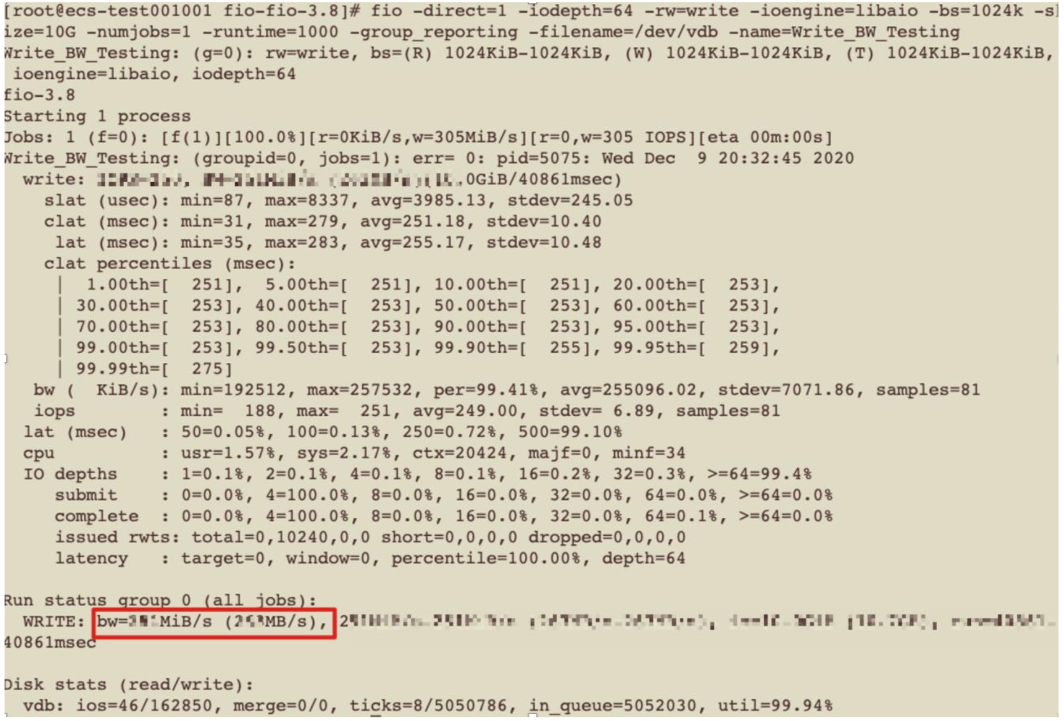 [root@ecs-test001001 fio-fio-3.8]# fio -direct=1 -iodepth=64 -rw=write -ioengine=libaio -bs=1024k -s
ize=10G -numjobs=1 -runtime=1000 -group_reporting -filename=/dev/vdb -name=Write_BW_Testing
Write_BW_Testing: (g=0): rw=write, bs=(R) 1024KiB-1024KiB, (W) 1024KiB-1024KiB, (T) 1024KiB-1024KiB,
ioengine=libaio, iodepth=64
fio-3.8
Starting 1 process
Jobs: 1 (f=0): [f(1)][100.0%][r=0KiB/s,w=305MiB/s][r=0,w=305 IOPS][eta 00m:00s]
Write_BW_Testing: (groupid=0, jobs=1): err= 0: pid=5075: Wed Dec  9 20:32:45 2020
write: .0GiB/40861msec)
slat (usec): min=87, max=8337, avg=3985.13, stdev=245.05
clat (msec): min=31, max=279, avg=251.18, stdev=10.40
lat (msec): min=35, max=283, avg=255.17, stdev=10.48
clat percentiles (msec):
|  1.00th=[  251],  5.00th=[  251], 10.00th=[  251], 20.00th=[  253],
| 30.00th=[  253], 40.00th=[  253], 50.00th=[  253], 60.00th=[  253],
| 70.00th=[  253], 80.00th=[  253], 90.00th=[  253], 95.00th=[  253],
| 99.00th=[  253], 99.50th=[  253], 99.90th=[  255], 99.95th=[  259],
| 99.99th=[  275]
bw (  KiB/s): min=192512, max=257532, per=99.41%, avg=255096.02, stdev=7071.86, samples=81
iops        : min=  188, max=  251, avg=249.00, stdev= 6.89, samples=81
lat (msec)   : 50=0.05%, 100=0.13%, 250=0.72%, 500=99.10%
cpu          : usr=1.57%, sys=2.17%, ctx=20424, majf=0, minf=34
IO depths    : 1=0.1%, 2=0.1%, 4=0.1%, 8=0.1%, 16=0.2%, 32=0.3%, >=64=99.4%
submit    : 0=0.0%, 4=100.0%, 8=0.0%, 16=0.0%, 32=0.0%, 64=0.0%, >=64=0.0%
complete  : 0=0.0%, 4=100.0%, 8=0.0%, 16=0.0%, 32=0.0%, 64=0.1%, >=64=0.0%
issued rwts: total=0,10240,0,0 short=0,0,0,0 dropped=0,0,0,0
latency   : target=0, window=0, percentile=100.00%, depth=64
Run status group 0 (all jobs):
WRITE:
40861msec
Disk stats (read/write):
vdb: ios=46/162850, merge=0/0, ticks=8/5050786, in_queue=5052030, util=99.94%